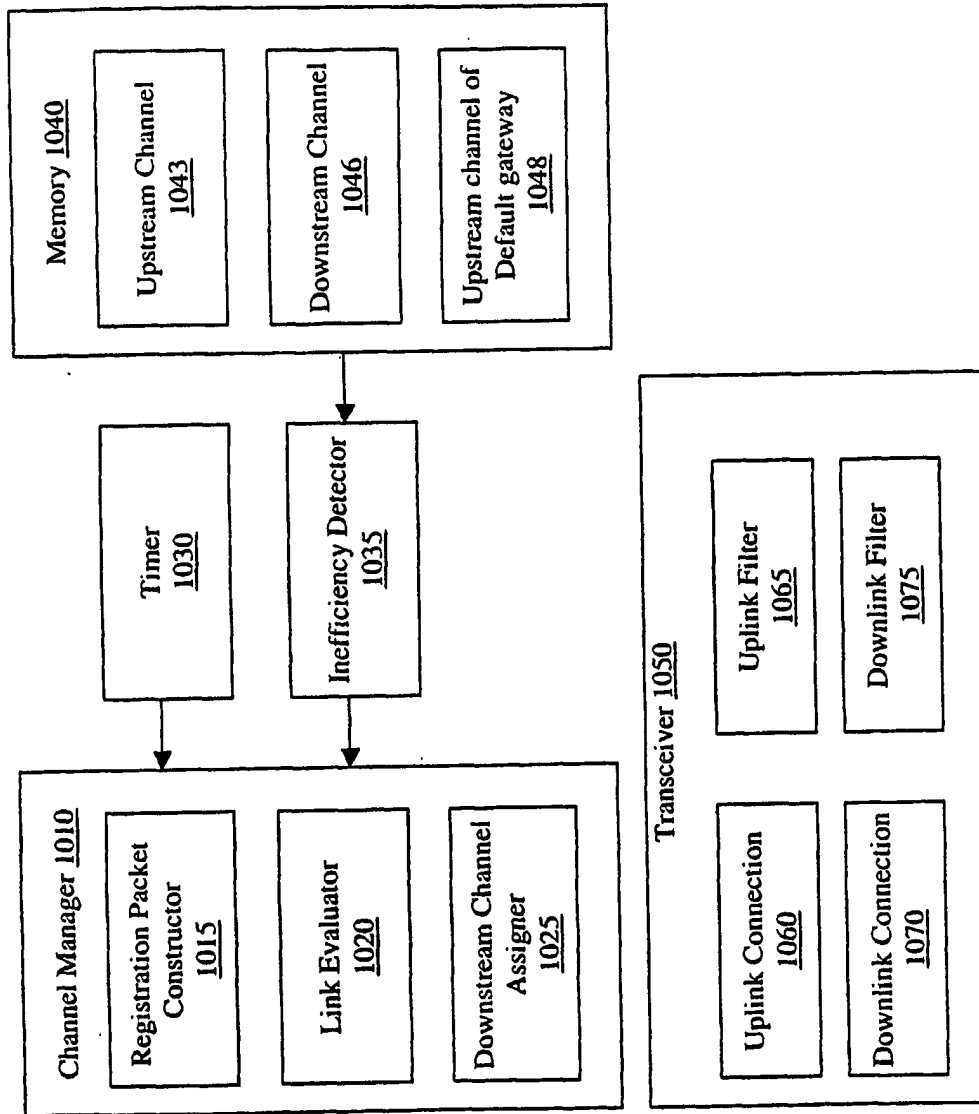 Channel Manager 1010
Registration Packet
Constructor
1015
Link Evaluator
1020
Downstream Channel
Assigner
1025
Timer
1030
Inefficiency Detector
1035
Memory 1040
Upstream Channel
1043
Downstream Channel
1046
Upstream channel of
Default gateway
1048
Transceiver 1050
Uplink Connection
1060
Uplink Filter
1065
Downlink Connection
1070
Downlink Filter
1075